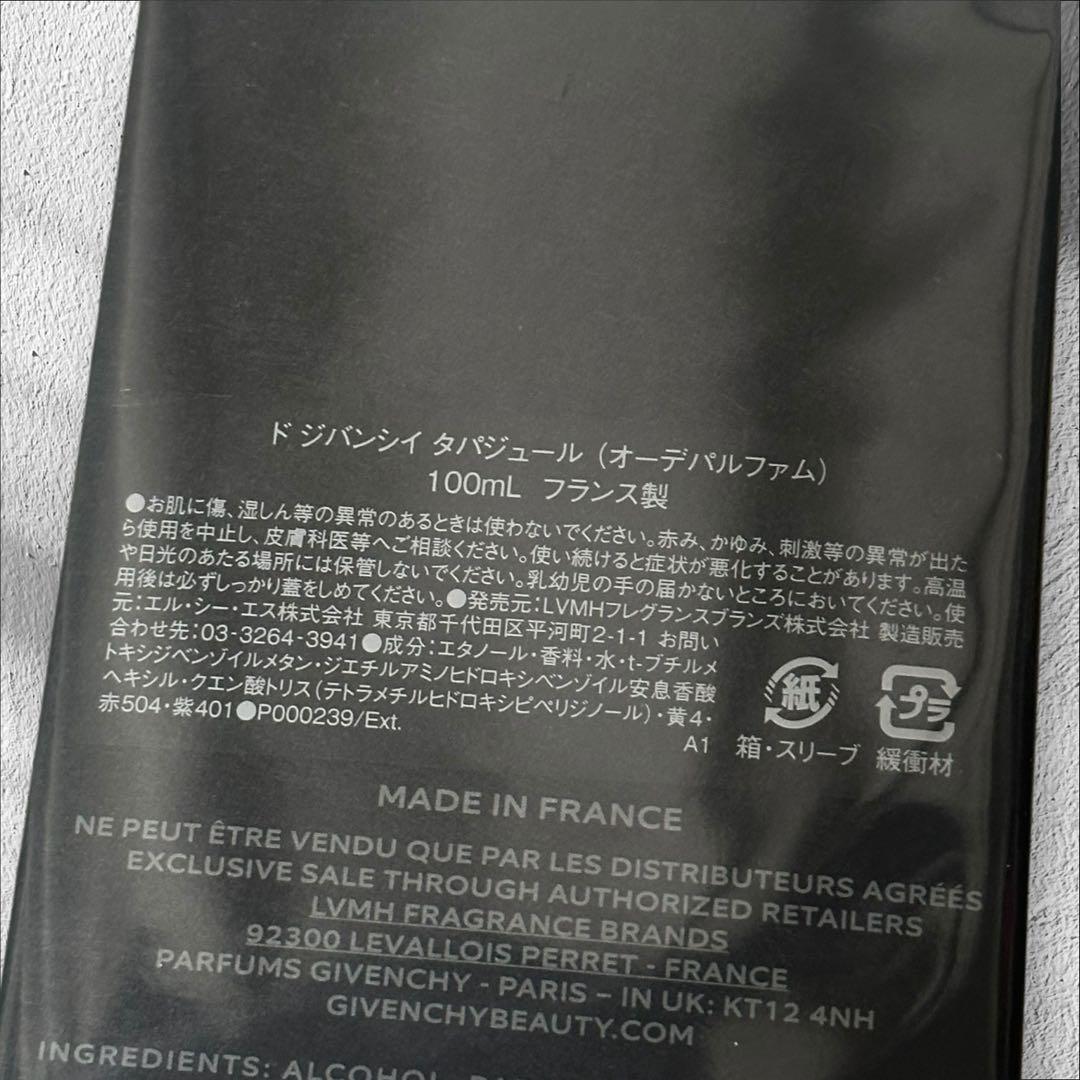 ド ジバンシイ タパジュール（オーデパルファム）
100mL フランス製
●お肌に傷、湿しん等の異常のあるときは使わないでください。赤み、かゆみ、刺激等の異常が出た
ら使用を中止し、皮膚科医等へご相談ください。使い続けると症状が悪化することがあります。高温
や日光のあたる場所には保管しないでください。乳幼児の手の届かないところにおいてください。使
用後は必ずしっかり蓋をしめてください。●発売元：LVMHフレグランスブランズ株式会社 製造販売
元：エル・シー・エス株式会社 東京都千代田区平河町2-1-1 お問い
合わせ先：03-3264-3941●成分：エタノール・香料・水・t-ブチルメ
トキシジベンゾイルメタン・ジエチルアミノヒドロキシベンゾイル安息香酸
ヘキシル・クエン酸トリス（テトラメチルヒドロキシピペリジノール）・黄4・
赤504・紫401●P000239/Ext.
A1
紙
箱・スリーブ
プラ
緩衝材
MADE IN FRANCE
NE PEUT ÊTRE VENDU QUE PAR LES DISTRIBUTEURS AGRÉÉS
EXCLUSIVE SALE THROUGH AUTHORIZED RETAILERS
LVMH FRAGRANCE BRANDS
92300 LEVALLOIS PERRET - FRANCE
PARFUMS GIVENCHY - PARIS – IN UK: KT12 4NH
GIVENCHYBEAUTY.COM
INGREDIENTS: ALCOHOL